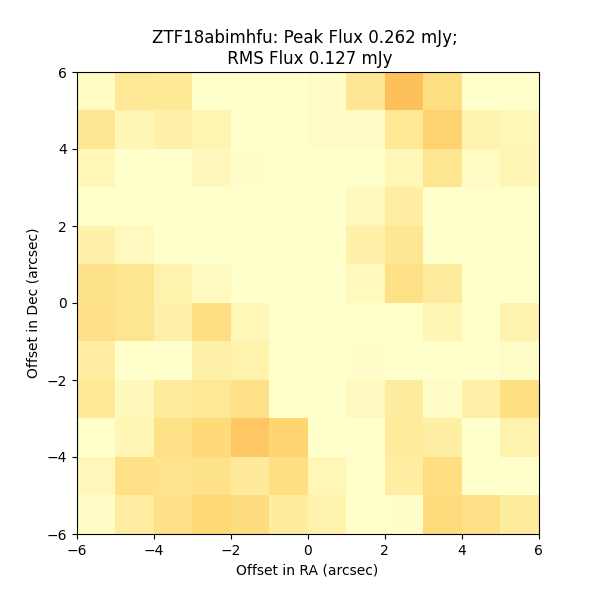 ZTF18abimhfu: Peak Flux 0.262 mJy;
RMS Flux 0.127 mJy
6
4
2
0
−2
−4
−6
Offset in Dec (arcsec)
−6 −4 −2 0 2 4 6
Offset in RA (arcsec)